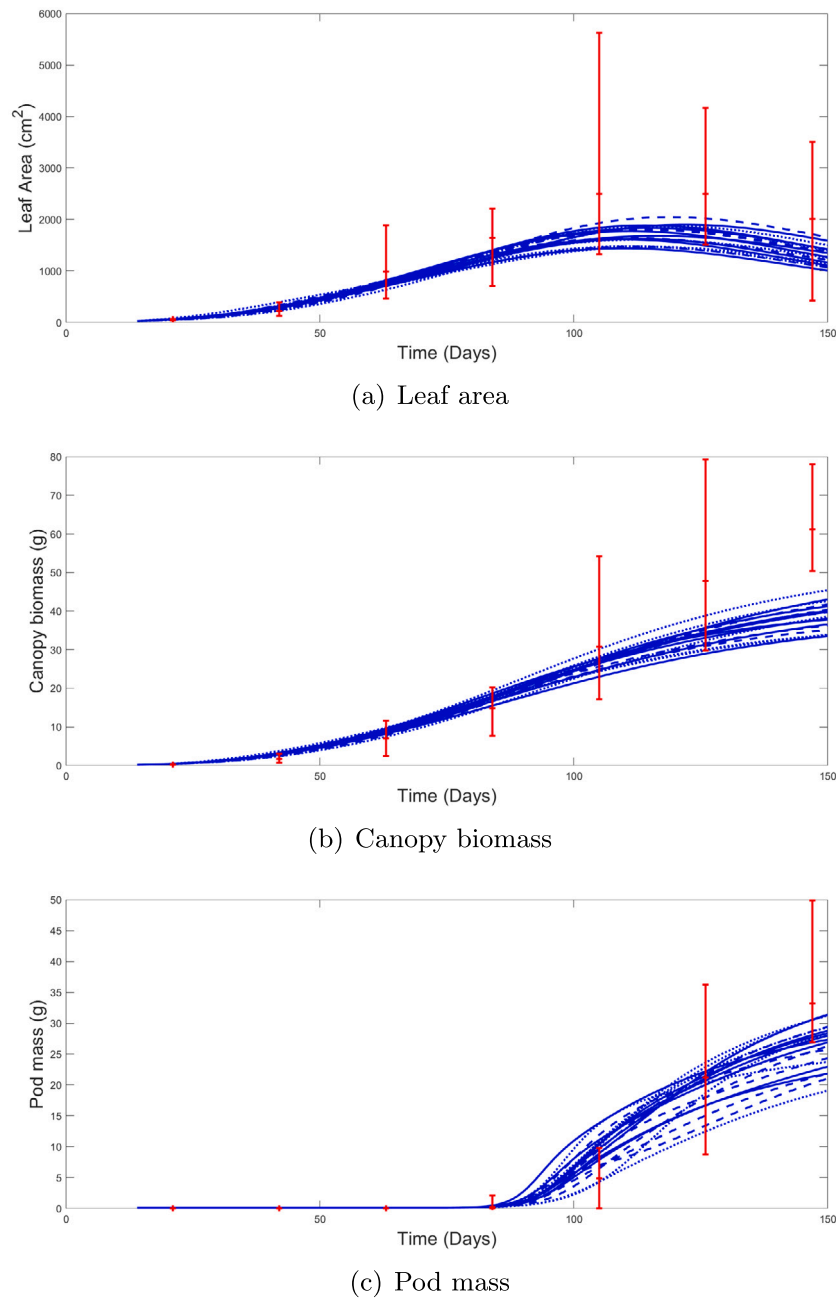 6000
5000
4000
3000
2000
1000
0
Leaf Area (cm²)
0 50 100 150
Time (Days)
(a) Leaf area
80
70
60
50
40
30
20
10
0
Canopy biomass (g)
0 50 100 150
Time (Days)
(b) Canopy biomass
50
45
40
35
30
25
20
15
10
5
0
Pod mass (g)
0 50 100 150
Time (Days)
(c) Pod mass